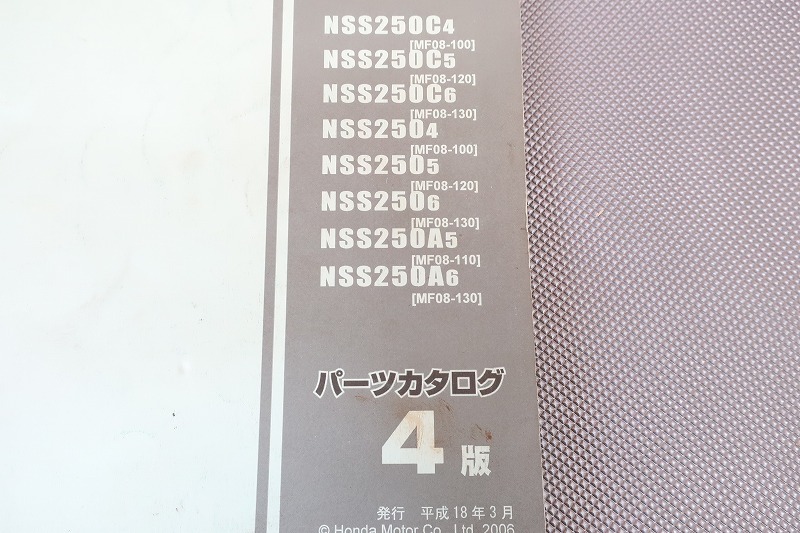 NSS250C4
[MF08-100]
NSS250C5
[MF08-120]
NSS250C6
[MF08-130]
NSS2504
[MF08-100]
NSS2505
[MF08-120]
NSS2506
[MF08-130]
NSS250A5
[MF08-110]
NSS250A6
[MF08-130]
パーツカタログ
4版
発行 平成18年3月
© Honda Motor Co., Ltd. 2006